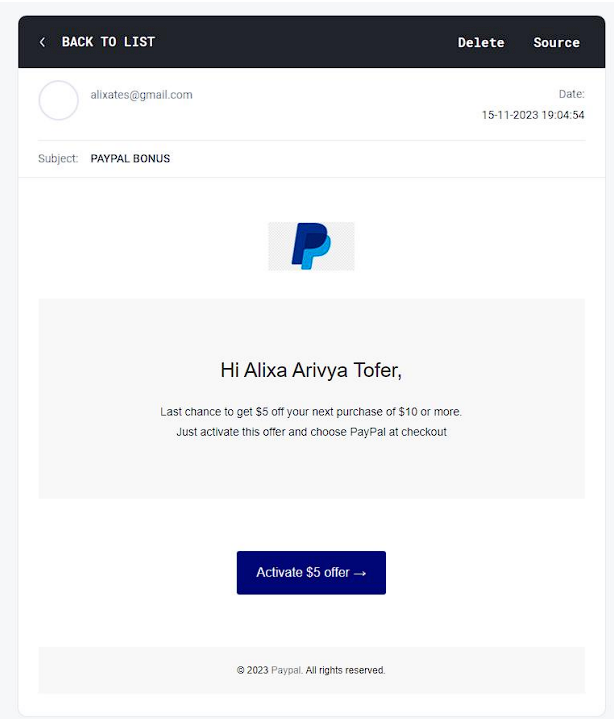 BACK TO LIST
Delete
Source
alixates@gmail.com
Date:
15-11-2023 19:04:54
Subject: PAYPAL BONUS
Hi Alixa Arivya Tofer,
Last chance to get $5 off your next purchase of $10 or more.
Just activate this offer and choose PayPal at checkout
Activate $5 offer →
© 2023 Paypal. All rights reserved.